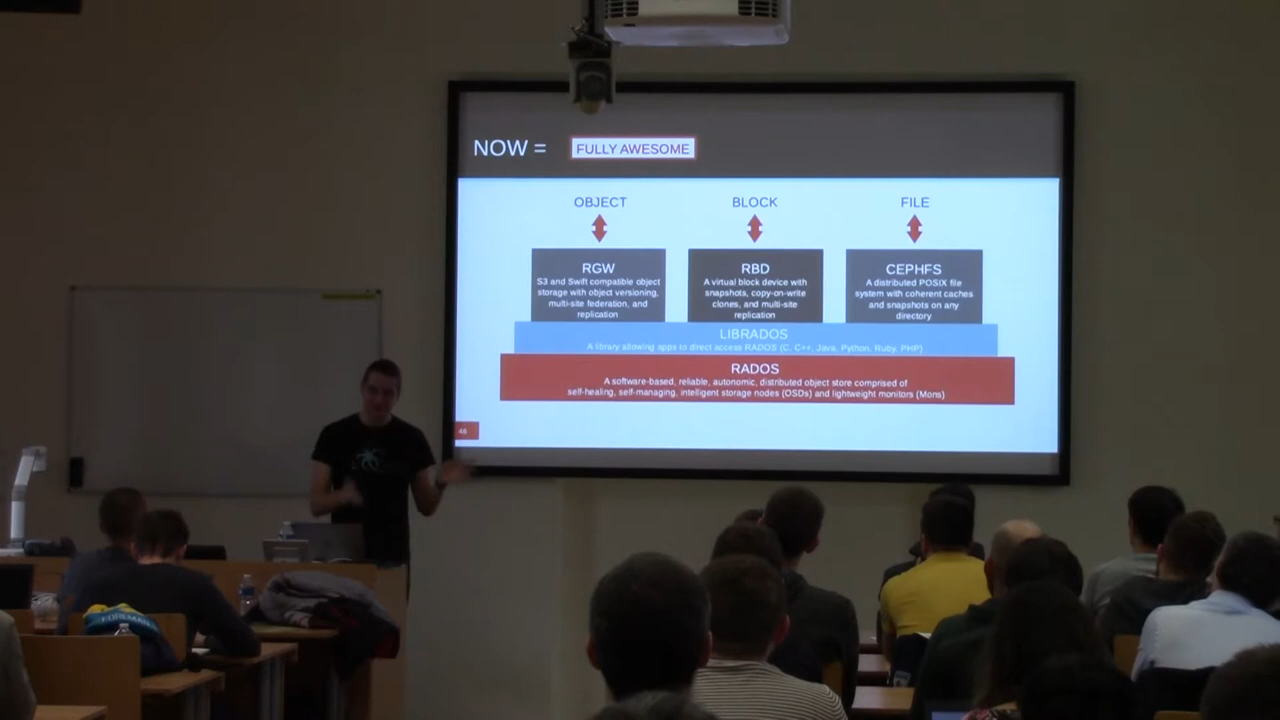 NOW =
FULLY AWESOME
OBJECT
BLOCK
FILE
RGW
S3 and Swift compatible object
storage with object versioning,
multi-site federation, and
replication
RBD
A virtual block device with
snapshots, copy-on-write
clones, and multi-site
replication
CEPHFS
A distributed POSIX file
system with coherent caches
and snapshots on any
directory
LIBRADOS
A library allowing apps to direct access RADOS (C, C++, Java, Python, Ruby, PHP)
RADOS
A software-based, reliable, autonomic, distributed object store comprised of
self-healing, self-managing, intelligent storage nodes (OSDs) and lightweight monitors (Mons)
46
FOREMAN